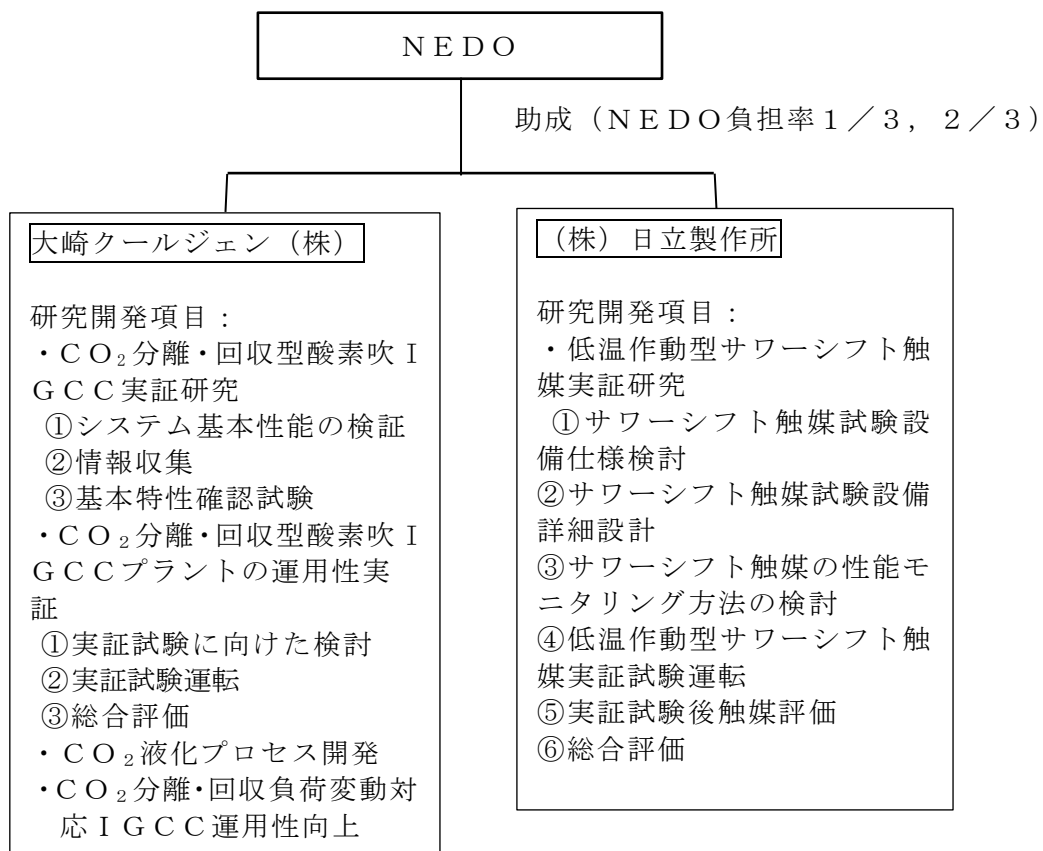 NEDO
助成(NEDO負担率1/3,2/3)
大崎クールジェン(株)
研究開発項目:
・CO₂分離・回収型酸素吹I
GCC実証研究
①システム基本性能の検証
②情報収集
③基本特性確認試験
・CO₂分離・回収型酸素吹I
GCCプラントの運用性実
証
①実証試験に向けた検討
②実証試験運転
③総合評価
・CO₂液化プロセス開発
・CO₂分離・回収負荷変動対
応IGCC運用性向上
(株)日立製作所
研究開発項目:
・低温作動型サワーシフト触
媒実証研究
①サワーシフト触媒試験設
備仕様検討
②サワーシフト触媒試験設備
詳細設計
③サワーシフト触媒の性能モ
ニタリング方法の検討
④低温作動型サワーシフト触
媒実証試験運転
⑤実証試験後触媒評価
⑥総合評価